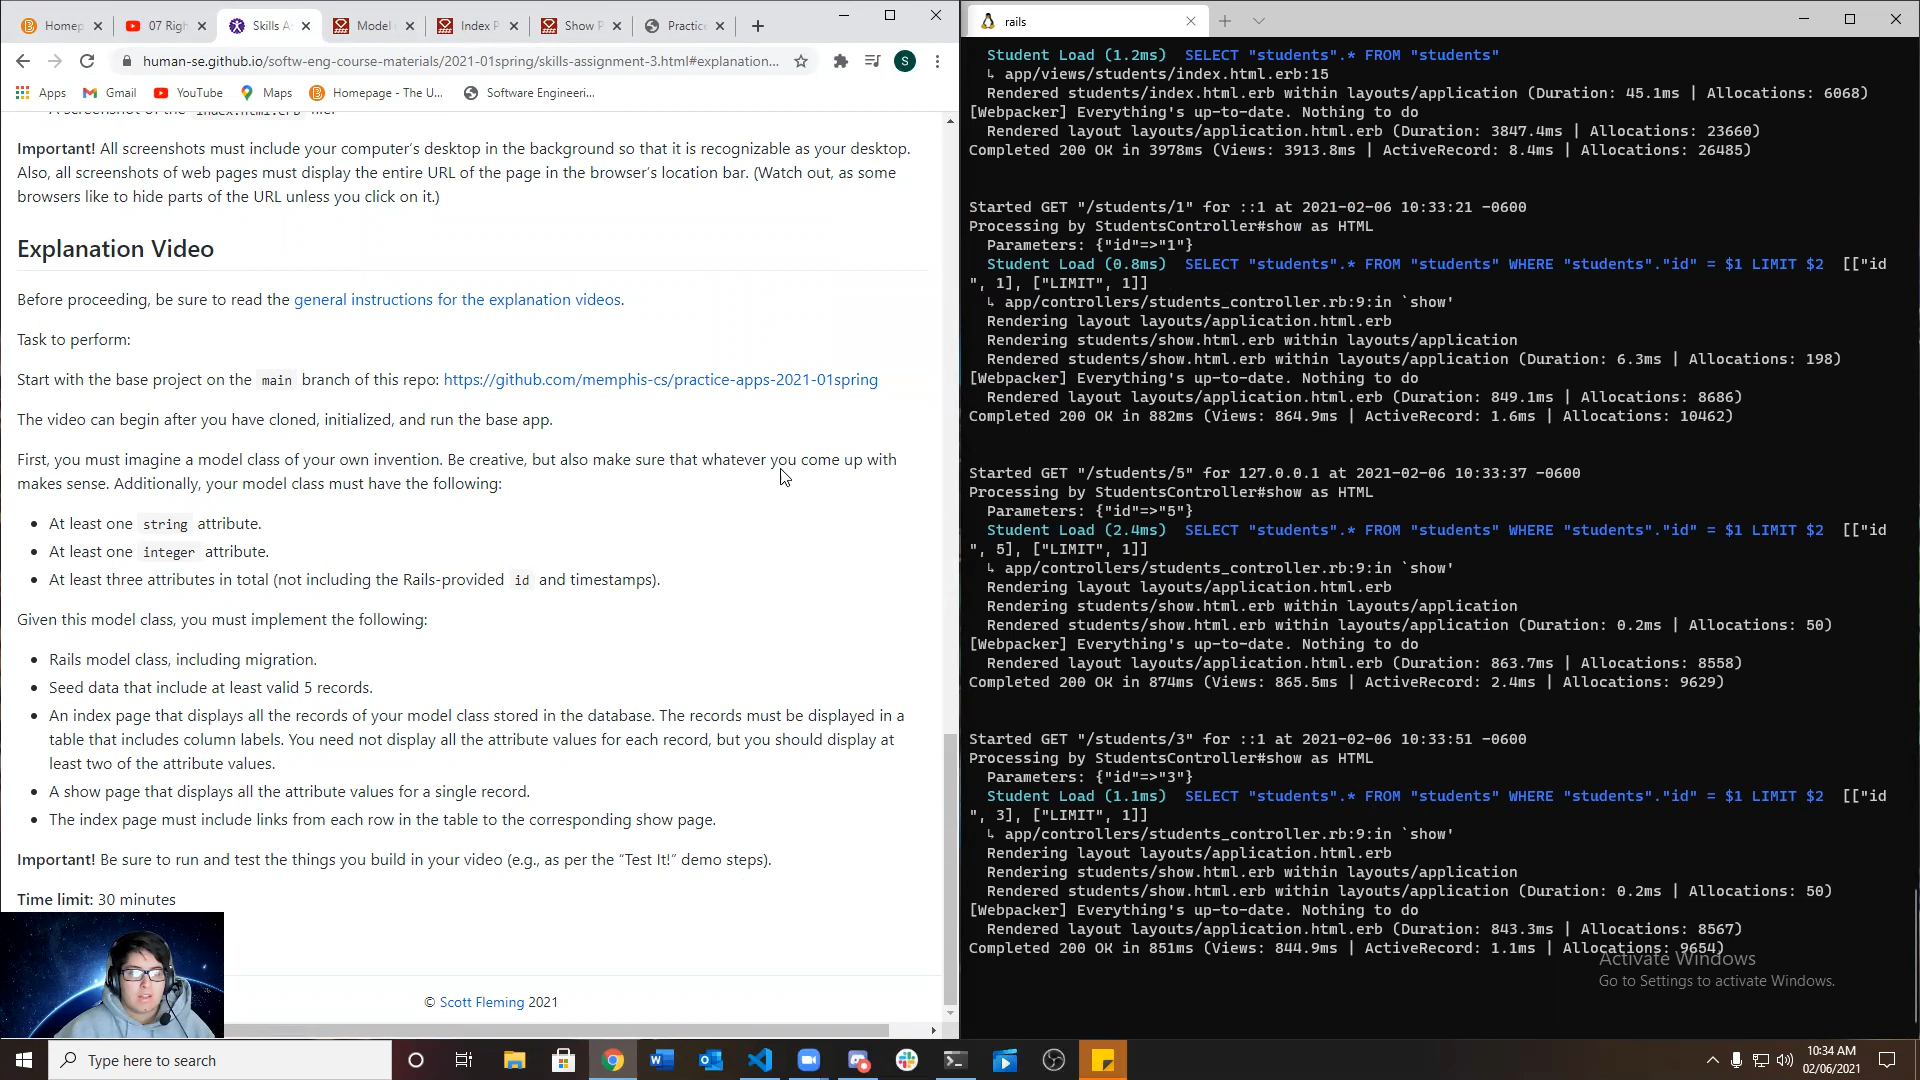 Homep
07 Righ
Skills As
Model
Index P
Show P
Practice
human-se.github.io/softw-eng-course-materials/2021-01spring/skills-assignment-3.html#explanation...
S
Apps
Gmail
YouTube
Maps
Homepage - The U...
Software Engineeri...
Important! All screenshots must include your computer's desktop in the background so that it is recognizable as your desktop.
Also, all screenshots of web pages must display the entire URL of the page in the browser's location bar. (Watch out, as some
browsers like to hide parts of the URL unless you click on it.)
Explanation Video
Before proceeding, be sure to read the general instructions for the explanation videos.
Task to perform:
Start with the base project on the main branch of this repo: https://github.com/memphis-cs/practice-apps-2021-01spring
The video can begin after you have cloned, initialized, and run the base app.
First, you must imagine a model class of your own invention. Be creative, but also make sure that whatever you come up with
makes sense. Additionally, your model class must have the following:
• At least one string attribute.
• At least one integer attribute.
• At least three attributes in total (not including the Rails-provided id and timestamps).
Given this model class, you must implement the following:
• Rails model class, including migration.
• Seed data that include at least valid 5 records.
• An index page that displays all the records of your model class stored in the database. The records must be displayed in a
table that includes column labels. You need not display all the attribute values for each record, but you should display at
least two of the attribute values.
• A show page that displays all the attribute values for a single record.
• The index page must include links from each row in the table to the corresponding show page.
Important! Be sure to run and test the things you build in your video (e.g., as per the “Test It!” demo steps).
Time limit: 30 minutes
© Scott Fleming 2021
rails
Student Load (1.2ms)  SELECT "students".* FROM "students"
↳ app/views/students/index.html.erb:15
Rendered students/index.html.erb within layouts/application (Duration: 45.1ms | Allocations: 6068)
[Webpacker] Everything's up-to-date. Nothing to do
Rendered layout layouts/application.html.erb (Duration: 3847.4ms | Allocations: 23660)
Completed 200 OK in 3978ms (Views: 3913.8ms | ActiveRecord: 8.4ms | Allocations: 26485)
Started GET "/students/1" for ::1 at 2021-02-06 10:33:21 -0600
Processing by StudentsController#show as HTML
Parameters: {"id"=>"1"}
Student Load (0.8ms)  SELECT "students".* FROM "students" WHERE "students"."id" = $1 LIMIT $2  [["id
", 1], ["LIMIT", 1]]
↳ app/controllers/students_controller.rb:9:in `show'
Rendering layout layouts/application.html.erb
Rendering students/show.html.erb within layouts/application
Rendered students/show.html.erb within layouts/application (Duration: 6.3ms | Allocations: 198)
[Webpacker] Everything's up-to-date. Nothing to do
Rendered layout layouts/application.html.erb (Duration: 849.1ms | Allocations: 8686)
Completed 200 OK in 882ms (Views: 864.9ms | ActiveRecord: 1.6ms | Allocations: 10462)
Started GET "/students/5" for 127.0.0.1 at 2021-02-06 10:33:37 -0600
Processing by StudentsController#show as HTML
Parameters: {"id"=>"5"}
Student Load (2.4ms)  SELECT "students".* FROM "students" WHERE "students"."id" = $1 LIMIT $2  [["id
", 5], ["LIMIT", 1]]
↳ app/controllers/students_controller.rb:9:in `show'
Rendering layout layouts/application.html.erb
Rendering students/show.html.erb within layouts/application
Rendered students/show.html.erb within layouts/application (Duration: 0.2ms | Allocations: 50)
[Webpacker] Everything's up-to-date. Nothing to do
Rendered layout layouts/application.html.erb (Duration: 863.7ms | Allocations: 8558)
Completed 200 OK in 874ms (Views: 865.5ms | ActiveRecord: 2.4ms | Allocations: 9629)
Started GET "/students/3" for ::1 at 2021-02-06 10:33:51 -0600
Processing by StudentsController#show as HTML
Parameters: {"id"=>"3"}
Student Load (1.1ms)  SELECT "students".* FROM "students" WHERE "students"."id" = $1 LIMIT $2  [["id
", 3], ["LIMIT", 1]]
↳ app/controllers/students_controller.rb:9:in `show'
Rendering layout layouts/application.html.erb
Rendering students/show.html.erb within layouts/application
Rendered students/show.html.erb within layouts/application (Duration: 0.2ms | Allocations: 50)
[Webpacker] Everything's up-to-date. Nothing to do
Rendered layout layouts/application.html.erb (Duration: 843.3ms | Allocations: 8567)
Completed 200 OK in 851ms (Views: 844.9ms | ActiveRecord: 1.1ms | Allocations: 9654)
Activate Windows
Go to Settings to activate Windows.
Type here to search
10:34 AM
02/06/2021